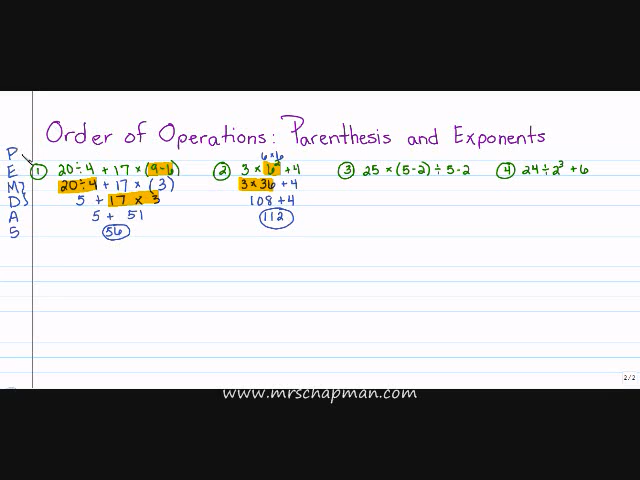 Order of Operations: Parenthesis and Exponents
P
E
M}
D}
A
S
① 20÷4 + 17 × (9-6)
20÷4 + 17 × (3)
5 + 17 × 3
5 + 51
56
6×6
② 3 × 6² + 4
3 × 36 + 4
108 + 4
112
③ 25 × (5-2) ÷ 5-2
④ 24 ÷ 2³ + 6
2/2
www.mrschapman.com